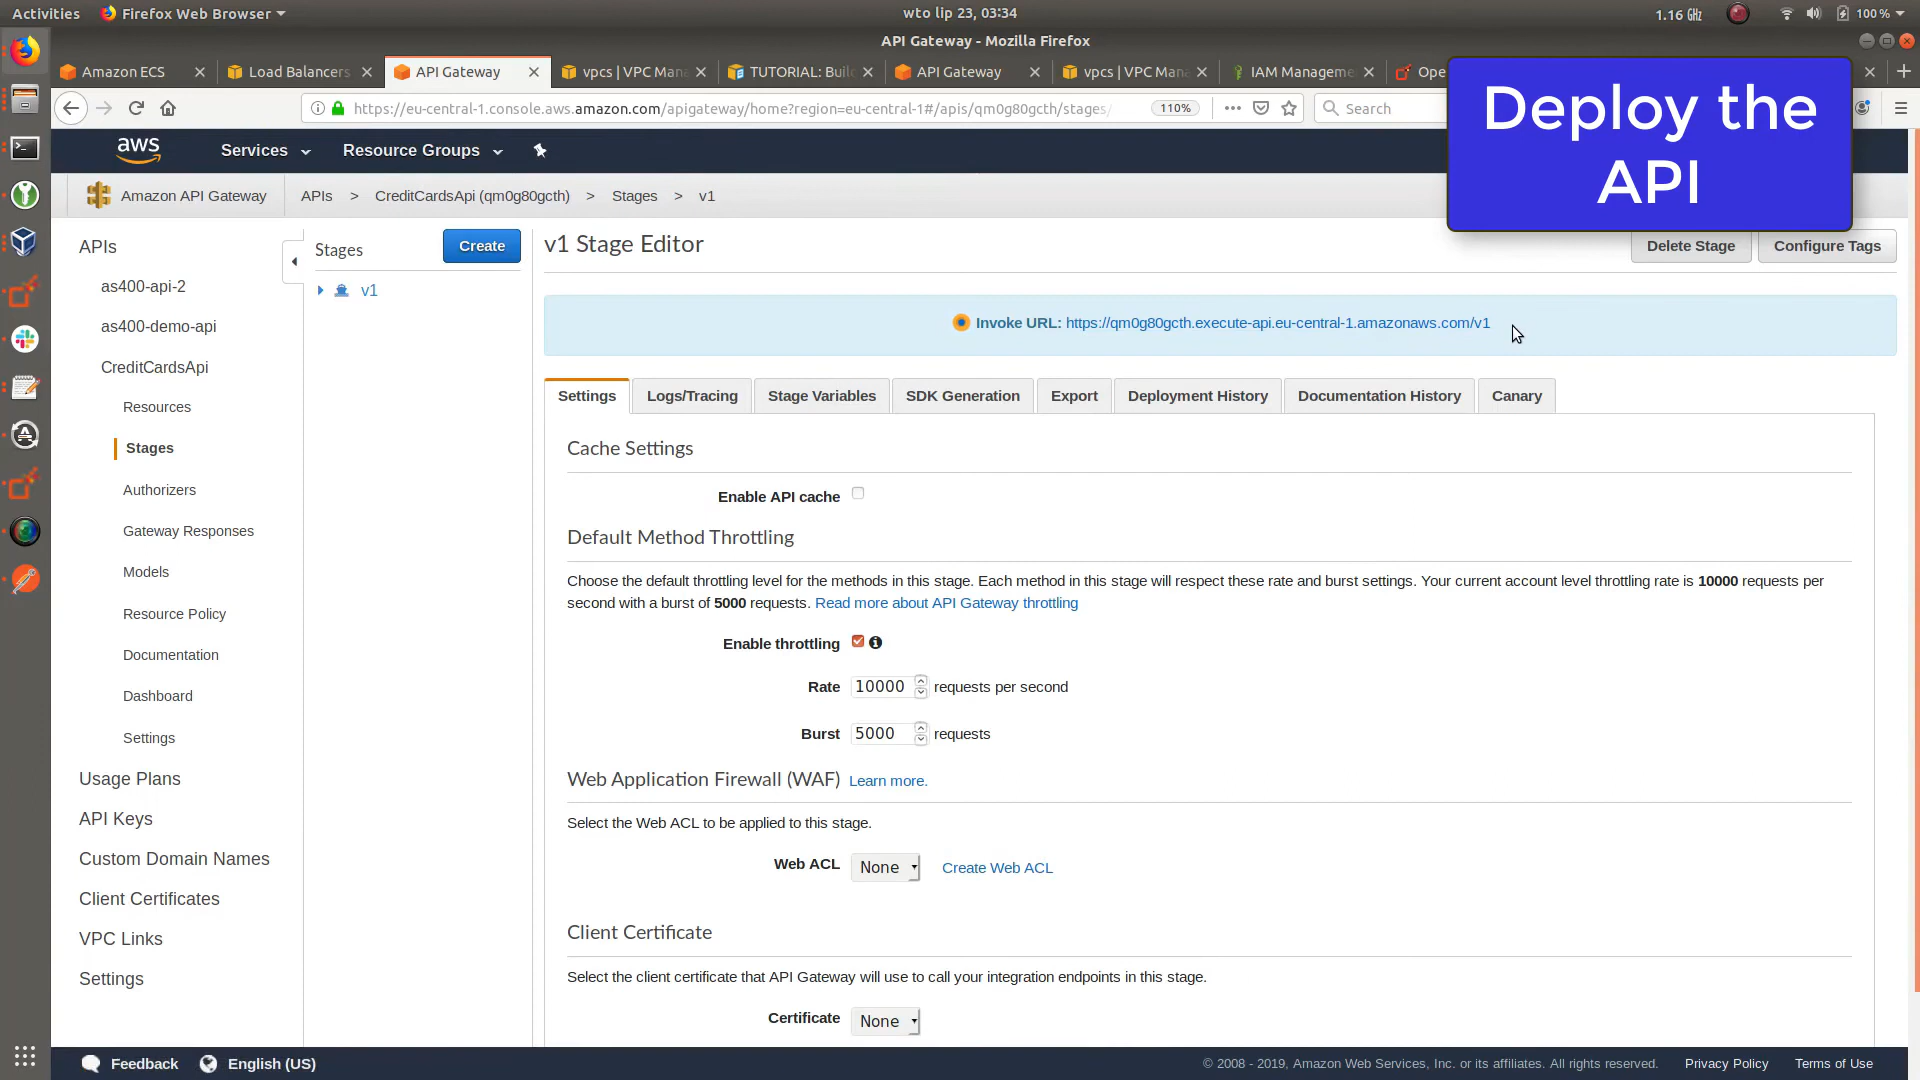 Activities
Firefox Web Browser
wto lip 23, 03:34
1.16 GHz
100 %
API Gateway - Mozilla Firefox
Amazon ECS
Load Balancers
API Gateway
vpcs | VPC Man
TUTORIAL: Buil
API Gateway
vpcs | VPC Man
IAM Managem
Ope
https://eu-central-1.console.aws.amazon.com/apigateway/home?region=eu-central-1#/apis/qm0g80gcth/stages/
110%
Search
Deploy the
API
aws
Services
Resource Groups
Amazon API Gateway
APIs > CreditCardsApi (qm0g80gcth) > Stages > v1
APIs
as400-api-2
as400-demo-api
CreditCardsApi
Resources
Stages
Authorizers
Gateway Responses
Models
Resource Policy
Documentation
Dashboard
Settings
Usage Plans
API Keys
Custom Domain Names
Client Certificates
VPC Links
Settings
Stages
Create
v1
v1 Stage Editor
Delete Stage
Configure Tags
Invoke URL: https://qm0g80gcth.execute-api.eu-central-1.amazonaws.com/v1
Settings
Logs/Tracing
Stage Variables
SDK Generation
Export
Deployment History
Documentation History
Canary
Cache Settings
Enable API cache
Default Method Throttling
Choose the default throttling level for the methods in this stage. Each method in this stage will respect these rate and burst settings. Your current account level throttling rate is 10000 requests per
second with a burst of 5000 requests. Read more about API Gateway throttling
Enable throttling
Rate 10000 requests per second
Burst 5000 requests
Web Application Firewall (WAF) Learn more.
Select the Web ACL to be applied to this stage.
Web ACL None Create Web ACL
Client Certificate
Select the client certificate that API Gateway will use to call your integration endpoints in this stage.
Certificate None
Feedback
English (US)
© 2008 - 2019, Amazon Web Services, Inc. or its affiliates. All rights reserved.
Privacy Policy
Terms of Use